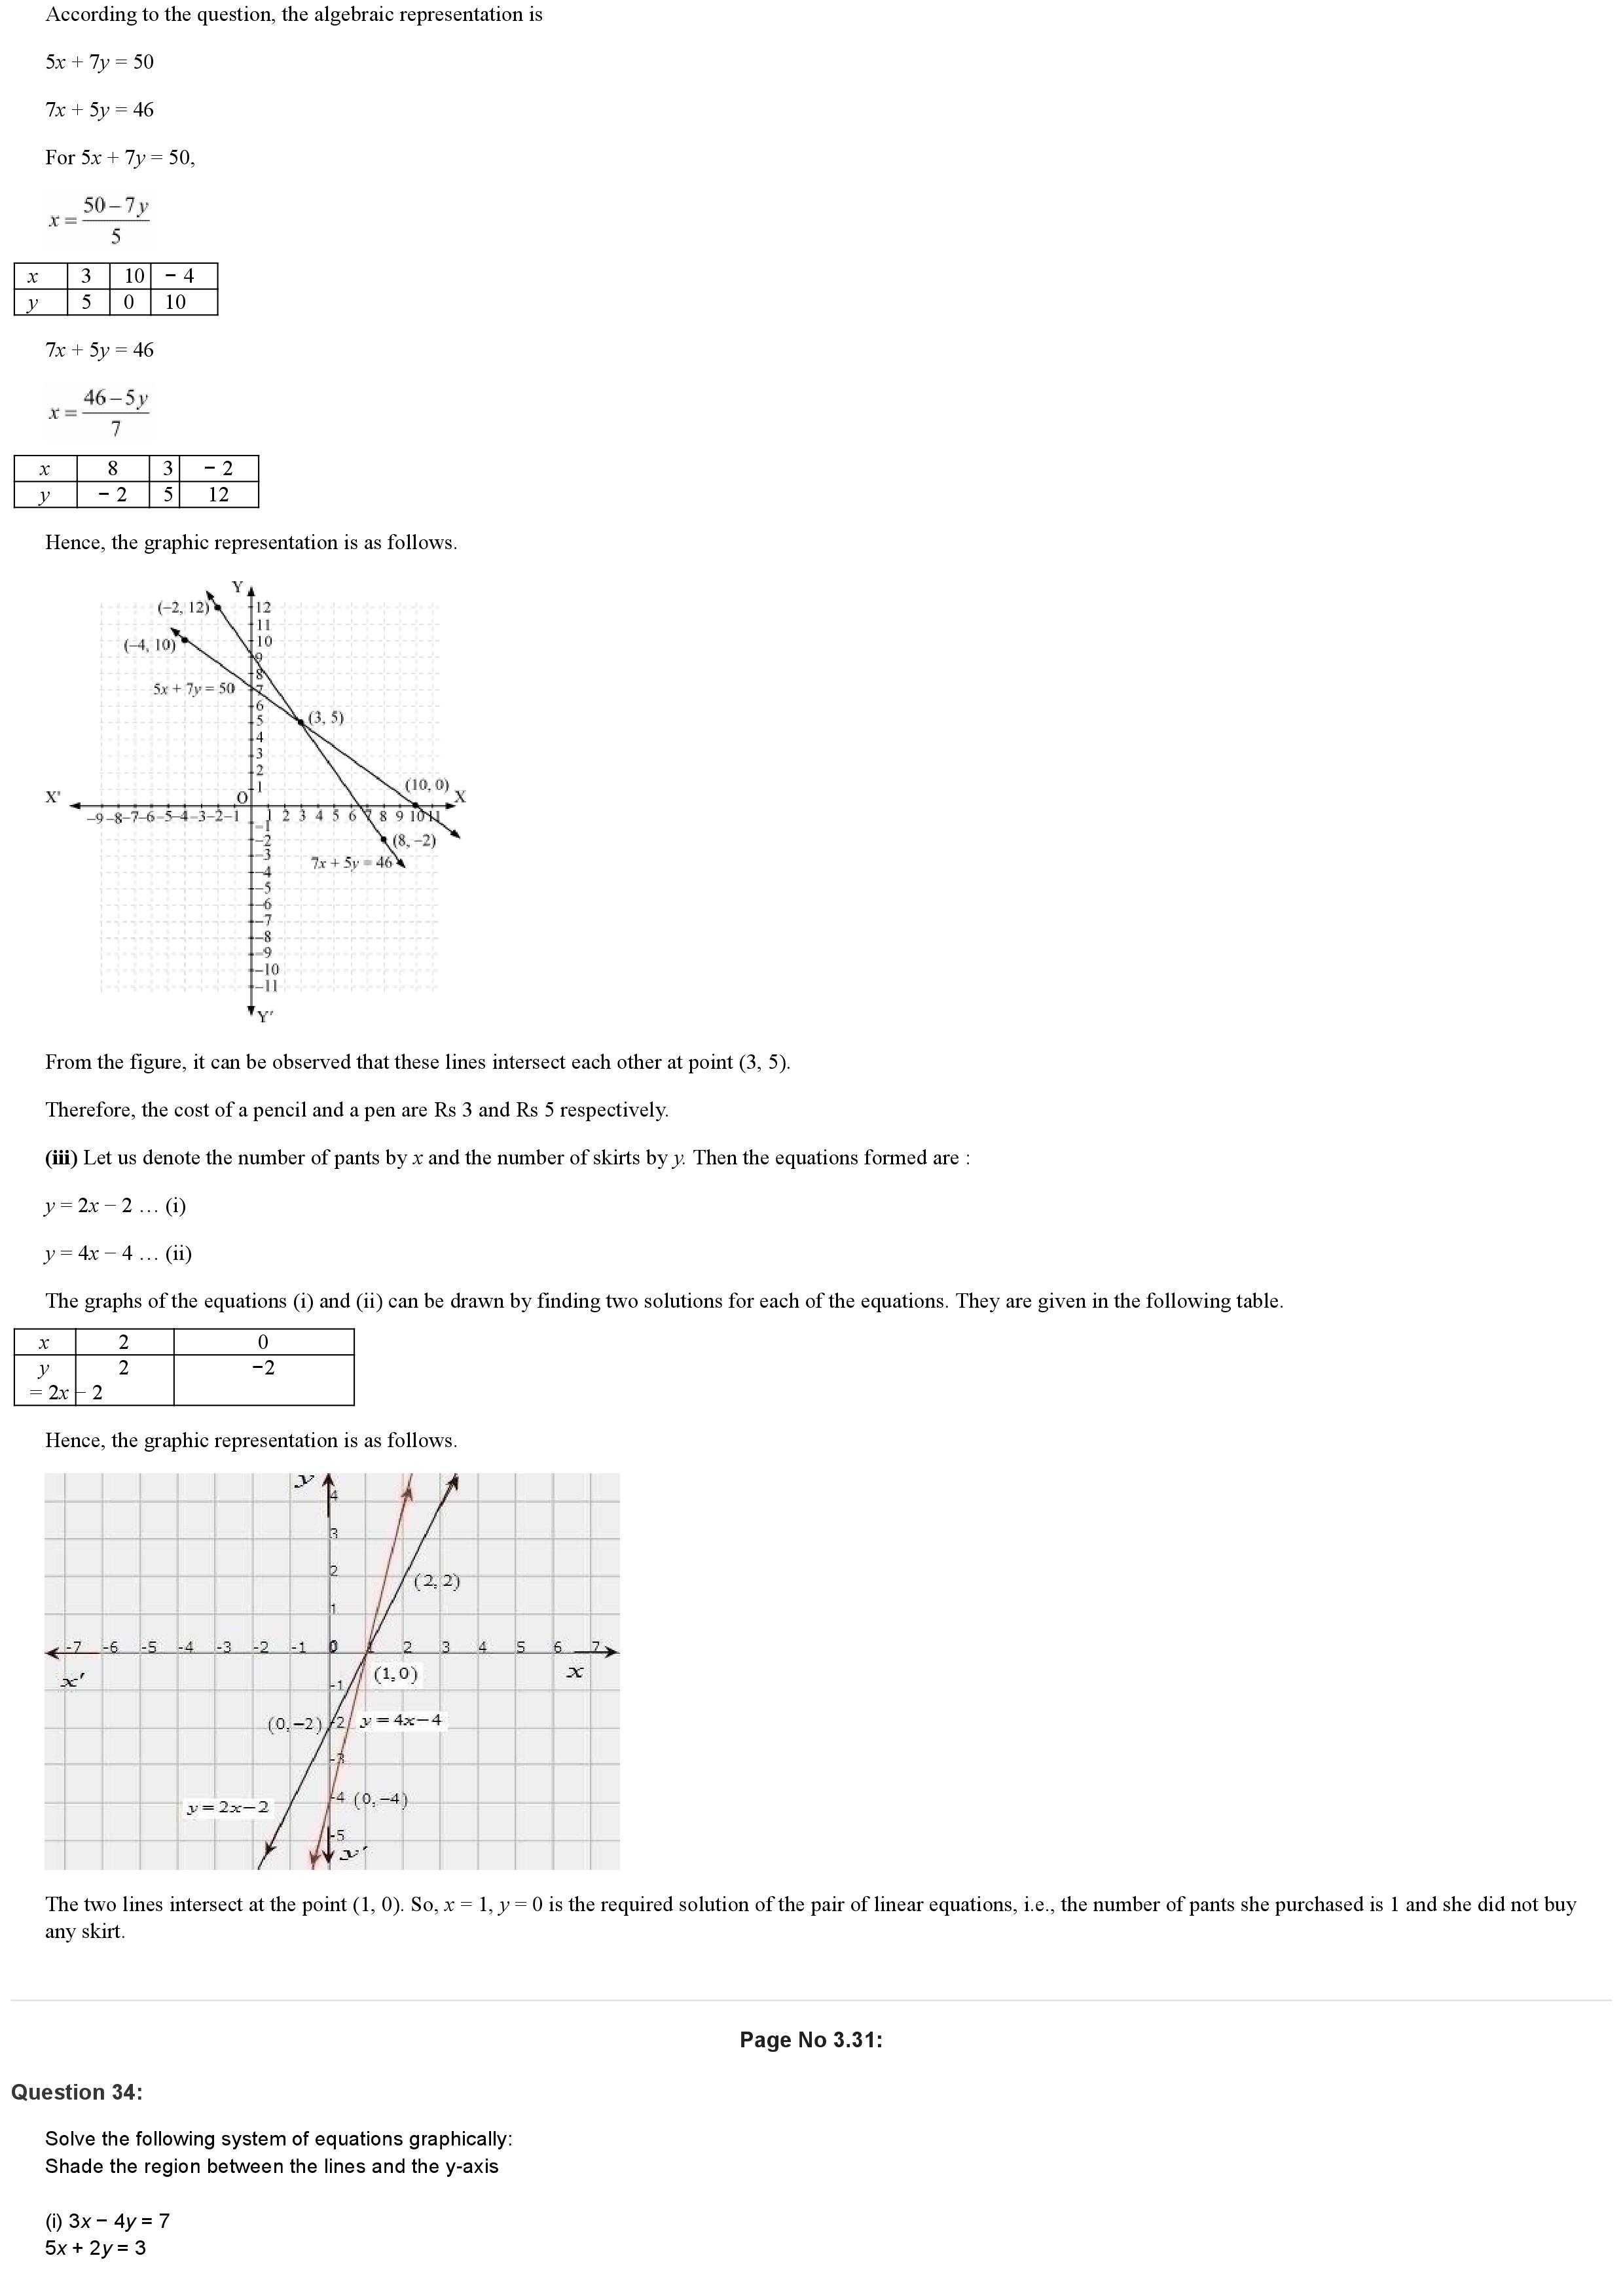 According to the question, the algebraic representation is
5x + 7y = 50
7x + 5y = 46
For 5x + 7y = 50,
x = 50 − 7y / 5
x 3 10 − 4
y 5 0 10
7x + 5y = 46
x = 46 − 5y / 7
x 8 3 − 2
y − 2 5 12
Hence, the graphic representation is as follows.
Y
(−2, 12) 12
11
(−4, 10) 10
9
8
5x + 7y = 50 7
6
5 (3, 5)
4
3
2
1 (10, 0)
X' O X
−9 −8 −7 −6 −5 −4 −3 −2 −1 1 2 3 4 5 6 7 8 9 10 11
−1
−2 (8, −2)
−3 7x + 5y = 46
−4
−5
−6
−7
−8
−9
−10
−11
Y'
From the figure, it can be observed that these lines intersect each other at point (3, 5).
Therefore, the cost of a pencil and a pen are Rs 3 and Rs 5 respectively.
(iii) Let us denote the number of pants by x and the number of skirts by y. Then the equations formed are :
y = 2x − 2 … (i)
y = 4x − 4 … (ii)
The graphs of the equations (i) and (ii) can be drawn by finding two solutions for each of the equations. They are given in the following table.
x 2 0
y 2 −2
= 2x − 2
Hence, the graphic representation is as follows.
y
4
3
2 (2, 2)
1
-7 -6 -5 -4 -3 -2 -1 0 1 2 3 4 5 6 7
x' (1, 0) x
-1
(0, −2) -2 y = 4x − 4
-3
-4 (0, −4)
y = 2x − 2
-5
y'
The two lines intersect at the point (1, 0). So, x = 1, y = 0 is the required solution of the pair of linear equations, i.e., the number of pants she purchased is 1 and she did not buy
any skirt.
Page No 3.31:
Question 34:
Solve the following system of equations graphically:
Shade the region between the lines and the y-axis
(i) 3x − 4y = 7
5x + 2y = 3